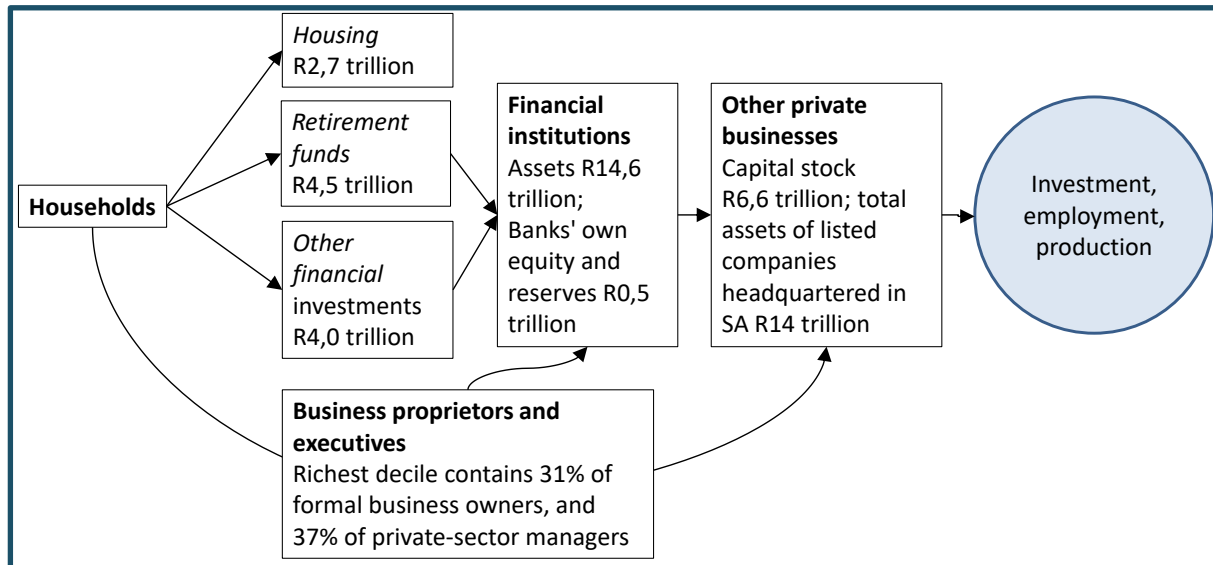 Households
Housing
R2,7 trillion
Retirement
funds
R4,5 trillion
Other
financial
investments
R4,0 trillion
Financial
institutions
Assets R14,6
trillion;
Banks' own
equity and
reserves R0,5
trillion
Other private
businesses
Capital stock
R6,6 trillion; total
assets of listed
companies
headquartered in
SA R14 trillion
Investment,
employment,
production
Business proprietors and
executives
Richest decile contains 31% of
formal business owners, and
37% of private-sector managers